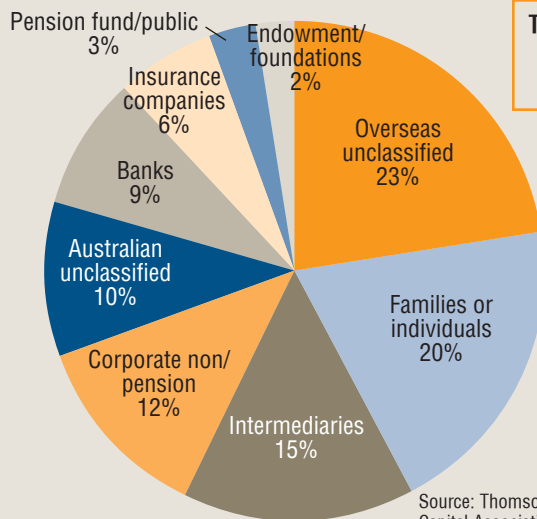 Pension fund/public
3%
Endowment/
foundations
2%
Insurance
companies
6%
Overseas
unclassified
23%
Banks
9%
Australian
unclassified
10%
Families or
individuals
20%
Corporate non/
pension
12%
Intermediaries
15%
Source: Thomso